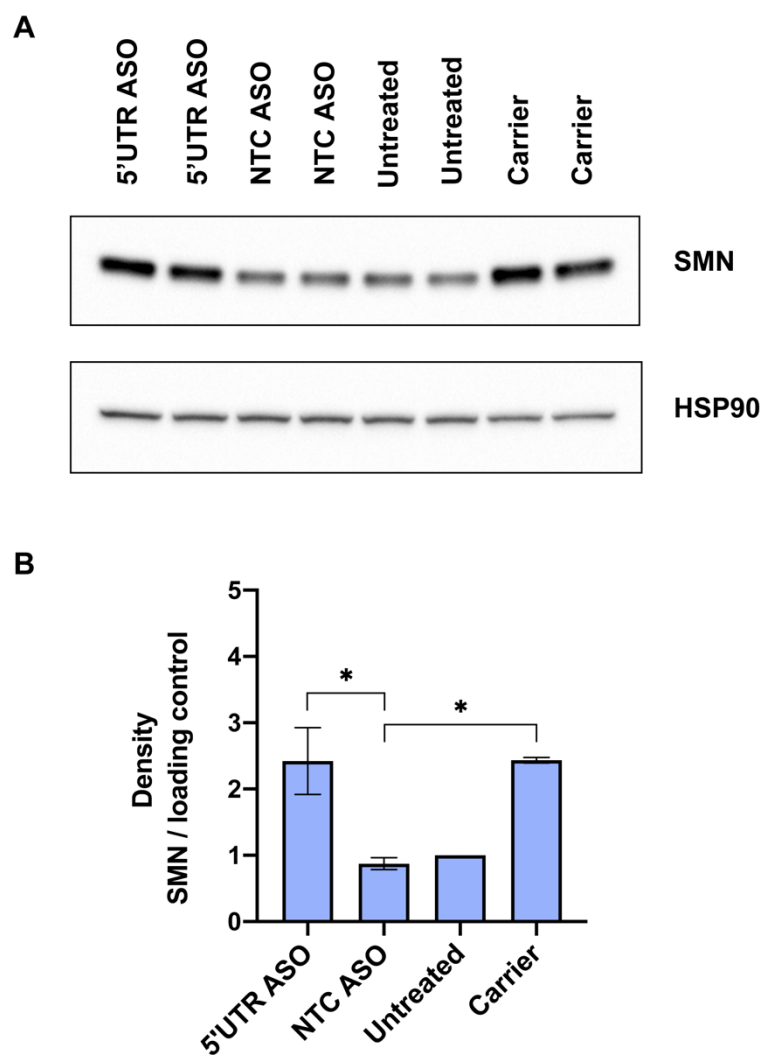 A
5’UTR ASO
5’UTR ASO
NTC ASO
NTC ASO
Untreated
Untreated
Carrier
Carrier
SMN
HSP90
B
Density
SMN / loading control
5
4
3
2
1
0
*
*
5'UTR ASO
NTC ASO
Untreated
Carrier